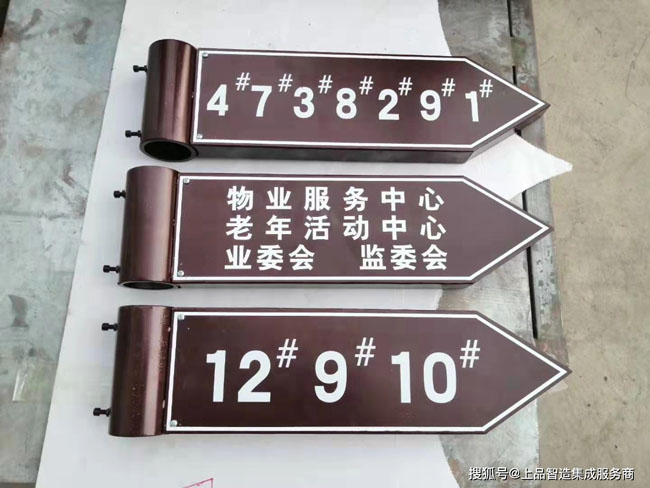 4#7#3#8#2#9#1#
物业服务中心
老年活动中心
业委会 监委会
12#9#10#
搜狐号@上品智造集成服务商